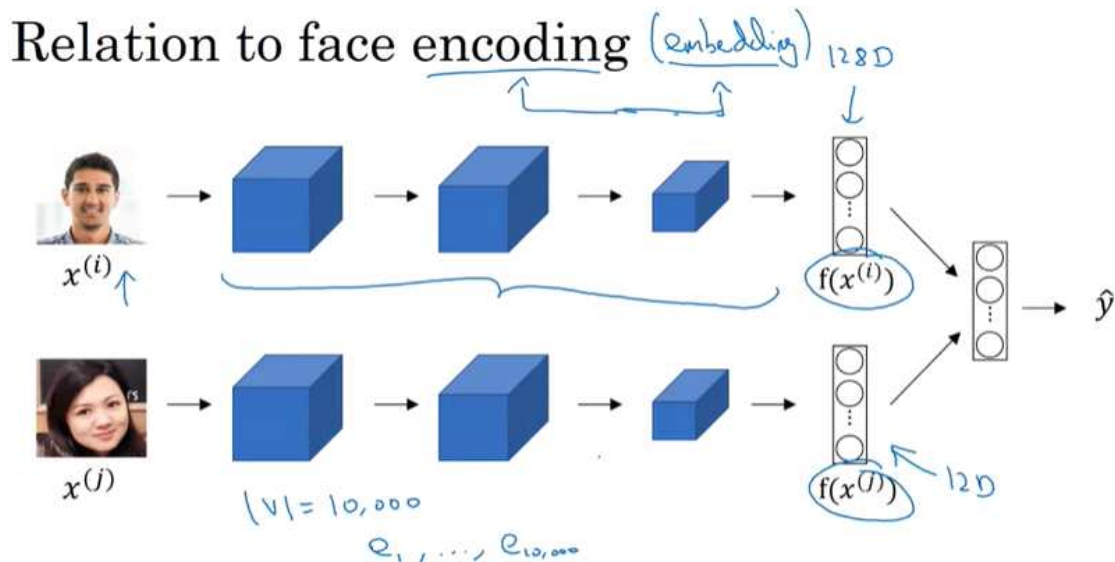 Relation to face encoding (embedding)
128D
x^(i)
f(x^(i))
ŷ
x^(j)
f(x^(j))
12D
|V| = 10,000
e₁, ..., e₁₀,₀₀₀